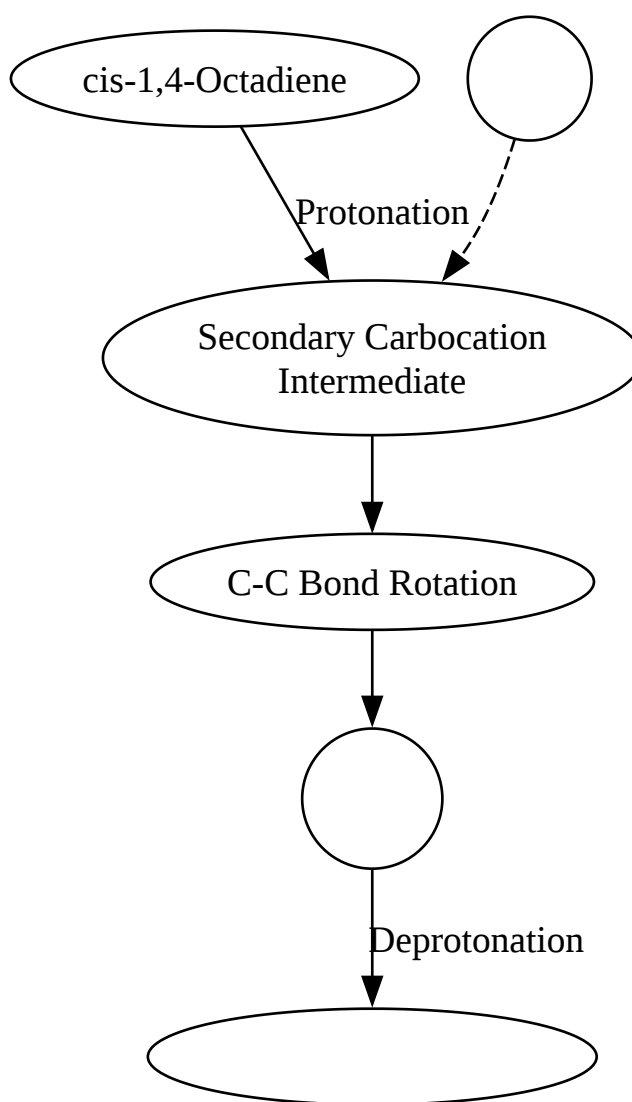 cis-1,4-Octadiene
Protonation
Secondary Carbocation
Intermediate
C-C Bond Rotation
Deprotonation